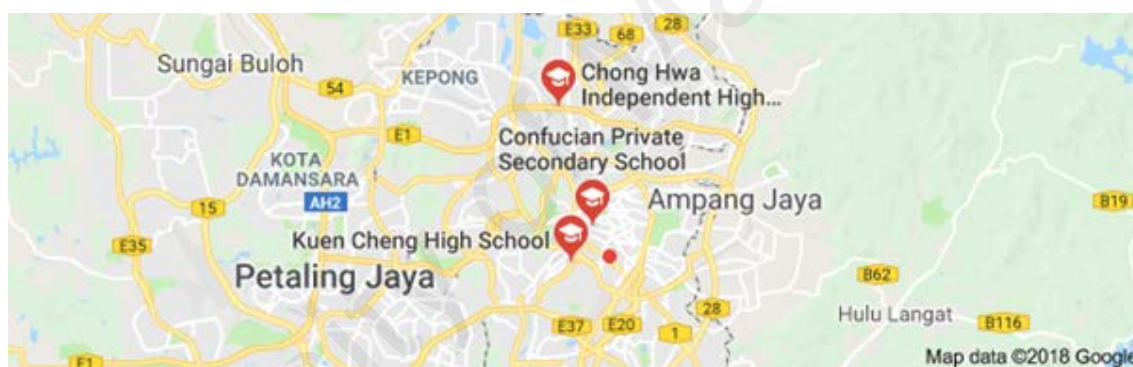 E33
68
28
Sungai Buloh
KEPONG
54
Chong Hwa
Independent High...
E1
Confucian Private
Secondary School
KOTA
DAMANSARA
AH2
15
Ampang Jaya
B19
E35
Kuen Cheng High School
Petaling Jaya
B62
28
Hulu Langat
E37
E20
1
B116
E1
Map data ©2018 Google